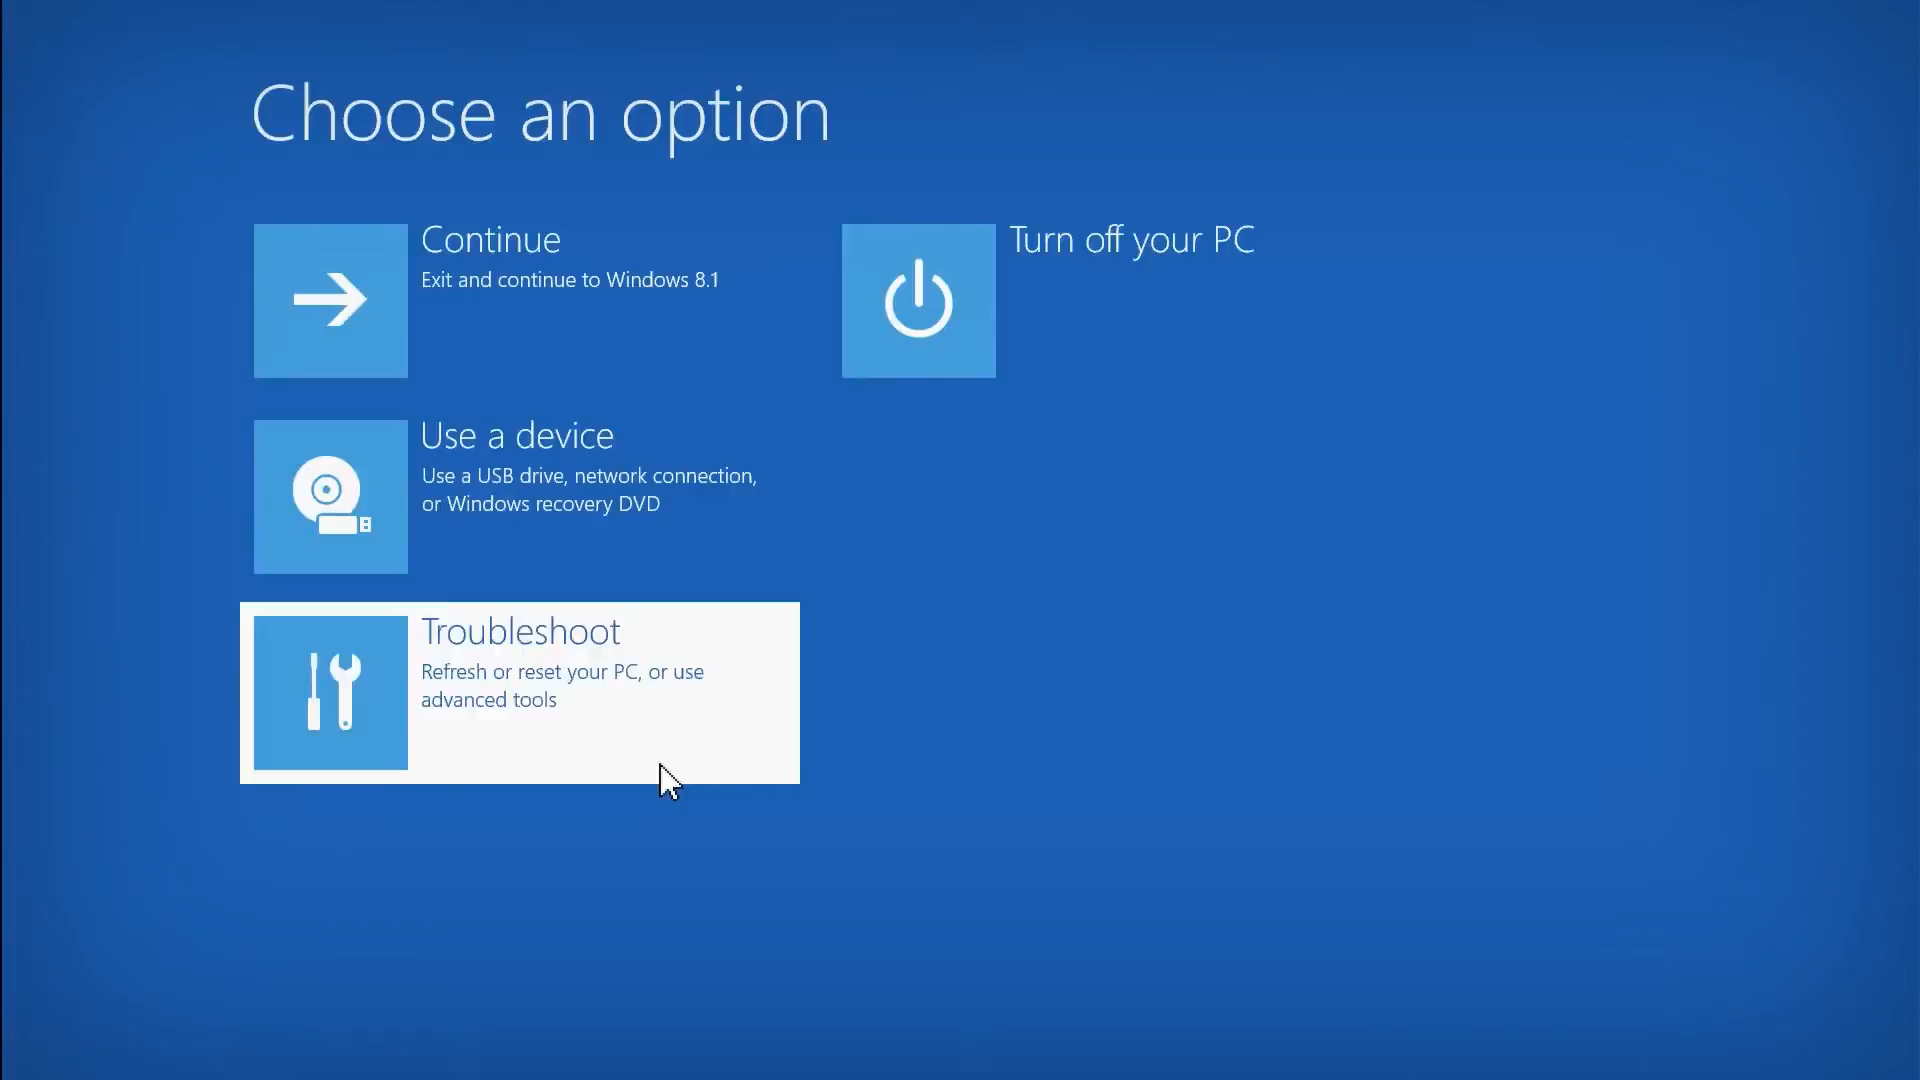 Choose an option
Continue
Exit and continue to Windows 8.1
Turn off your PC
Use a device
Use a USB drive, network connection,
or Windows recovery DVD
Troubleshoot
Refresh or reset your PC, or use
advanced tools